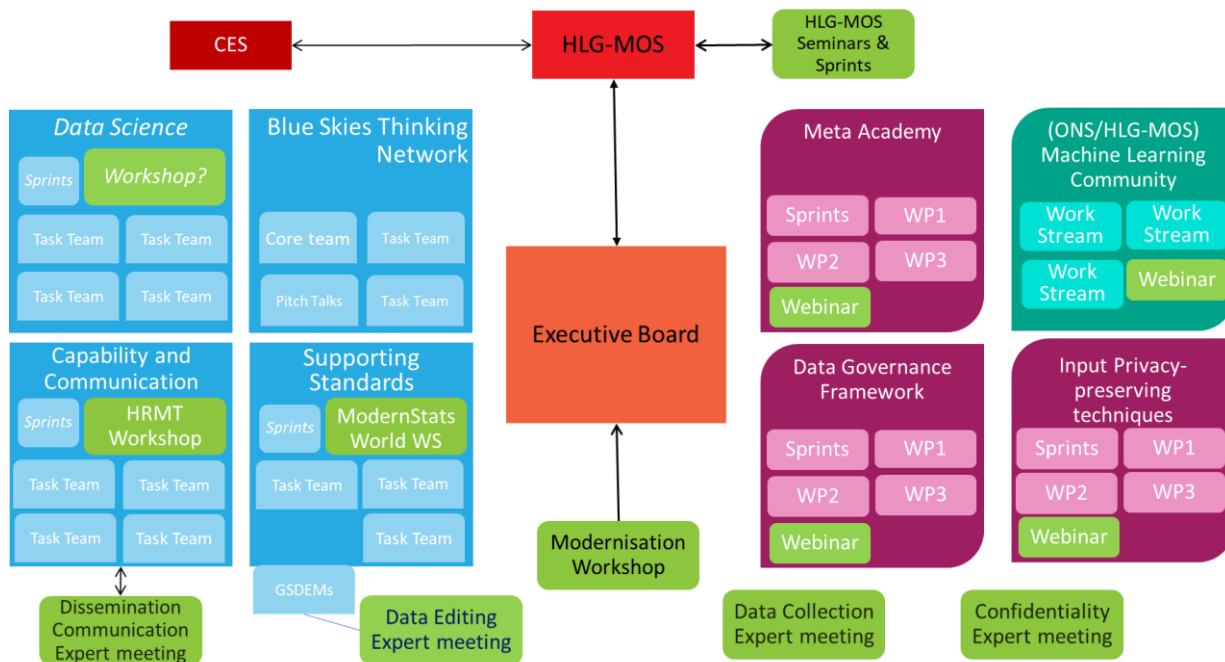 CES
HLG-MOS
HLG-MOS
Seminars &
Sprints
Data Science
Sprints
Workshop?
Task Team
Task Team
Task Team
Task Team
Blue Skies Thinking
Network
Core team
Task Team
Pitch Talks
Task Team
Capability and
Communication
Sprints
HRMT
Workshop
Task Team
Task Team
Task Team
Task Team
Dissemination
Communication
Expert meeting
Supporting
Standards
Sprints
ModernStats
World WS
Task Team
Task Team
Task Team
GSDEMs
Data Editing
Expert meeting
Executive Board
Modernisation
Workshop
Meta Academy
Sprints
WP1
WP2
WP3
Webinar
(ONS/HLG-MOS)
Machine Learning
Community
Work
Stream
Work
Stream
Work
Stream
Webinar
Data Governance
Framework
Sprints
WP1
WP2
WP3
Webinar
Input Privacy-
preserving
techniques
Sprints
WP1
WP2
WP3
Webinar
Data Collection
Expert meeting
Confidentiality
Expert meeting